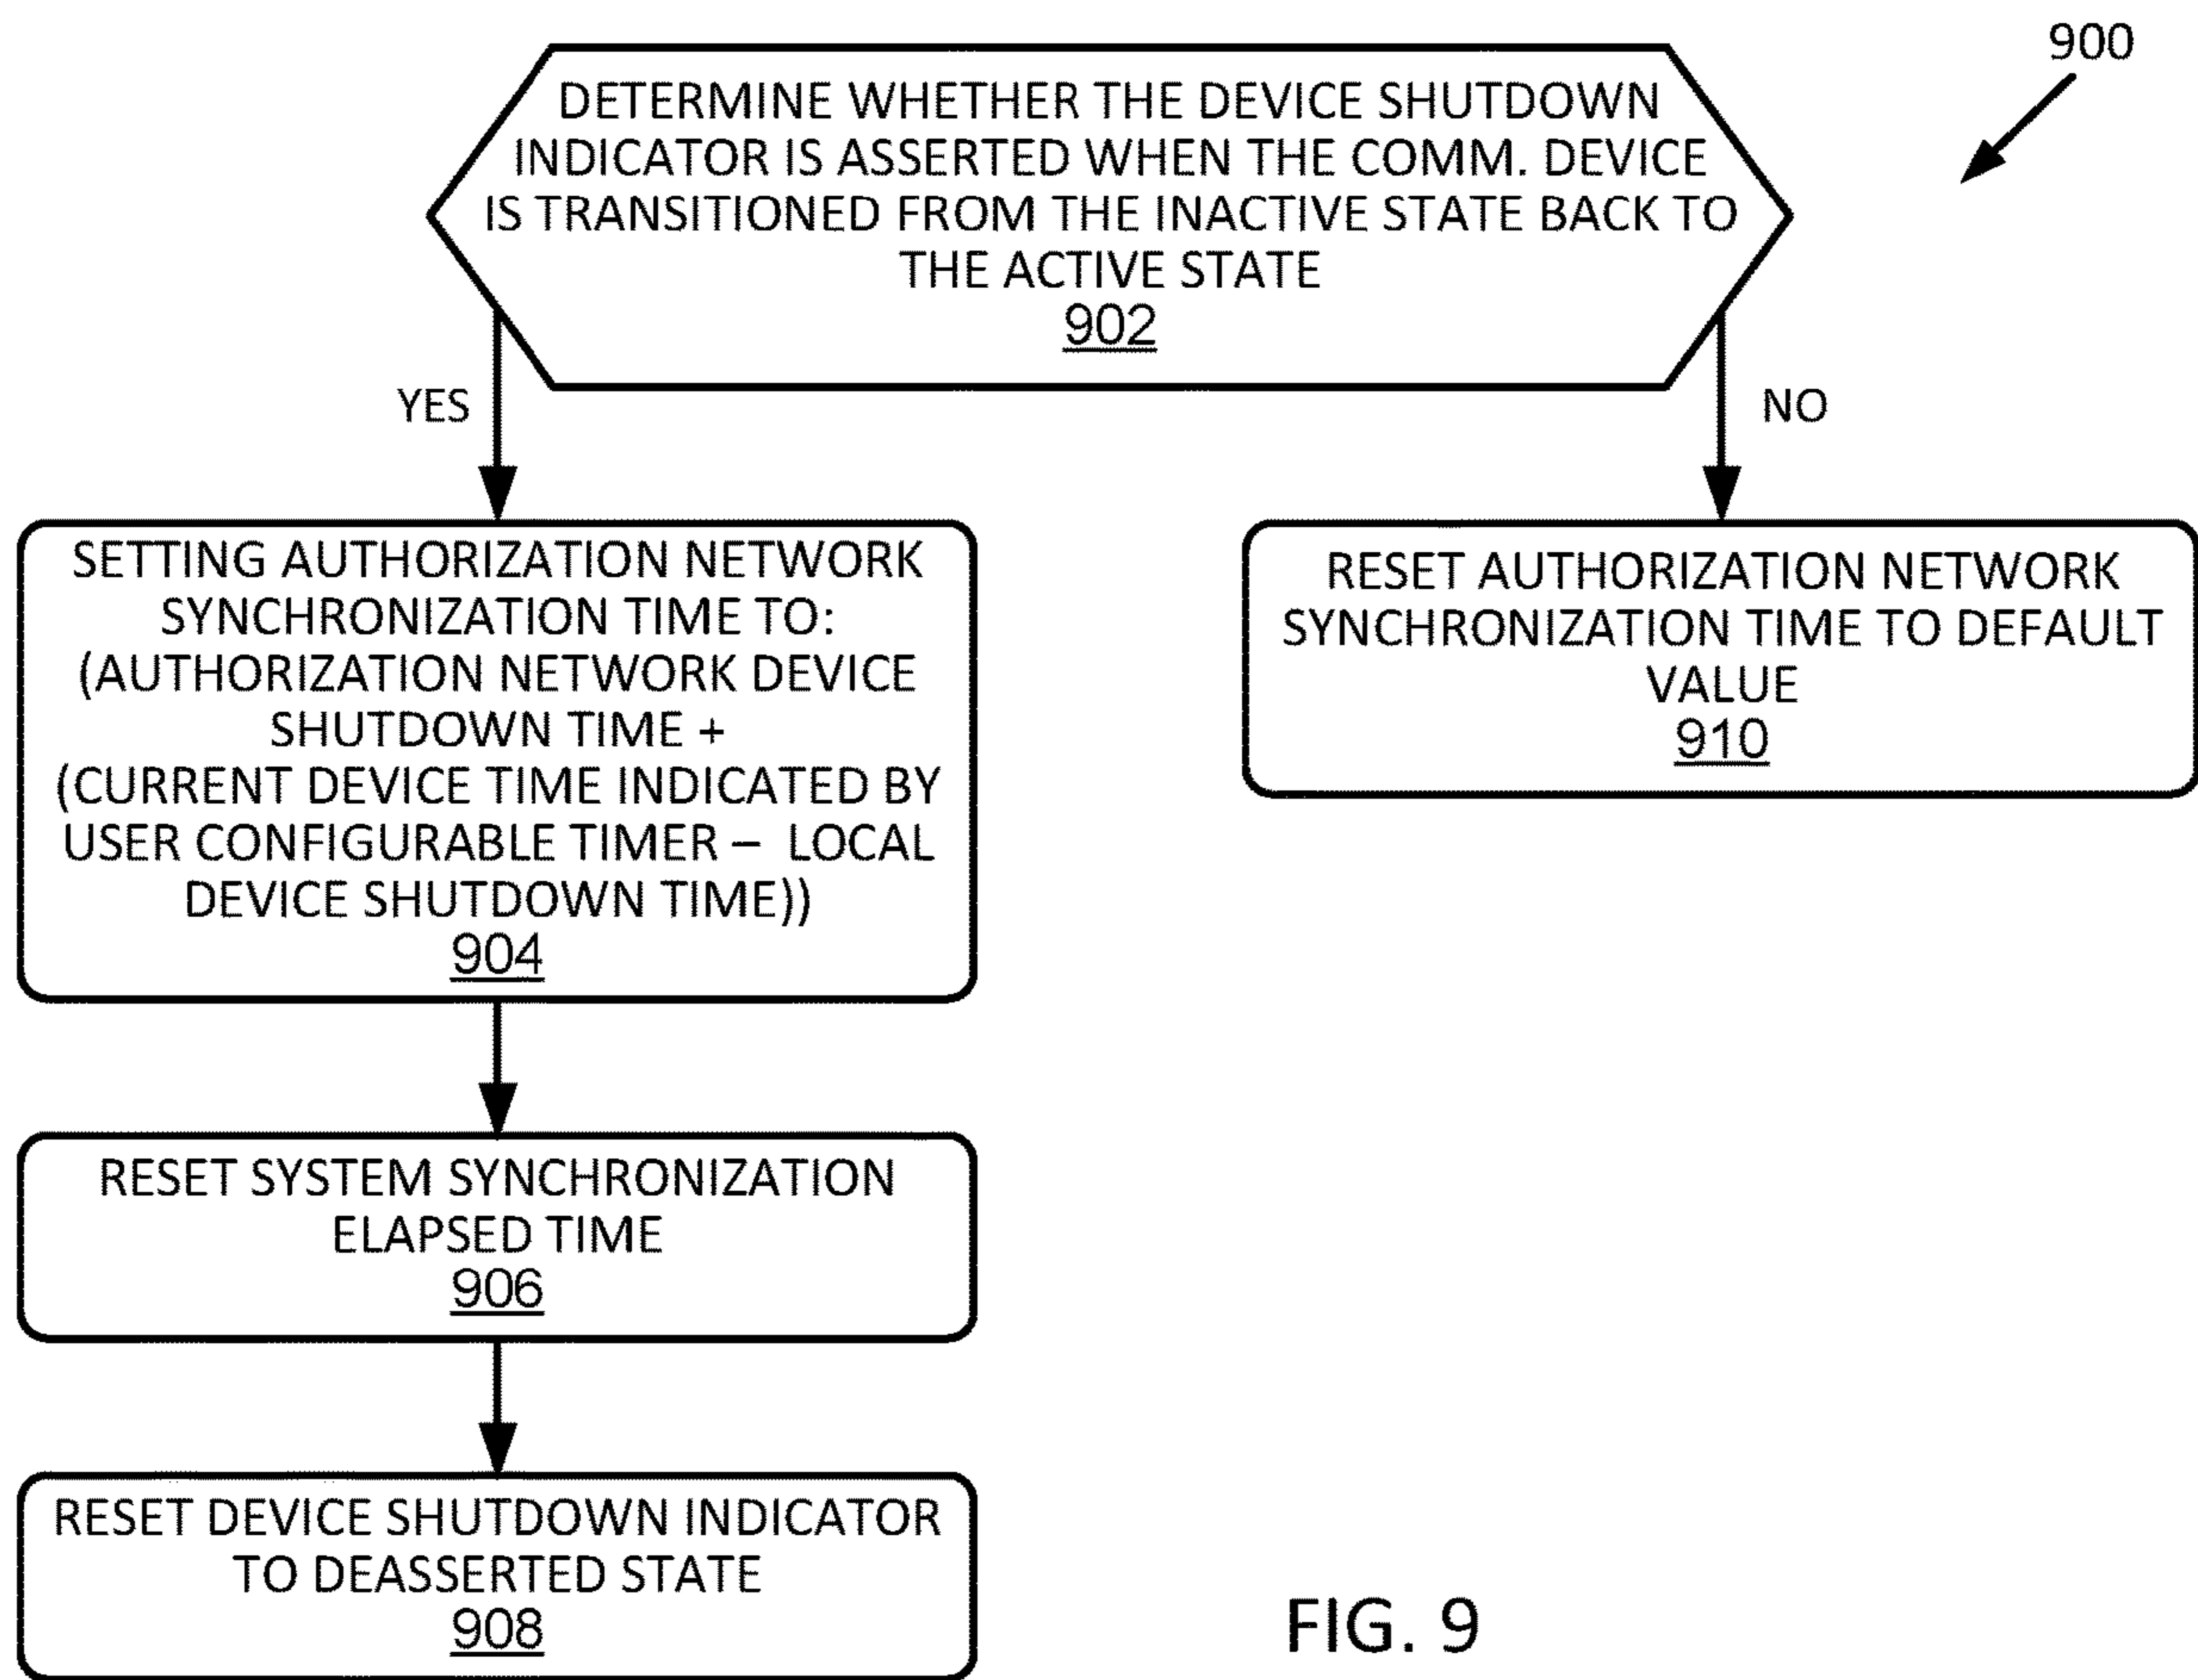 900
DETERMINE WHETHER THE DEVICE SHUTDOWN
INDICATOR IS ASSERTED WHEN THE COMM. DEVICE
IS TRANSITIONED FROM THE INACTIVE STATE BACK TO
THE ACTIVE STATE
902
YES
NO
SETTING AUTHORIZATION NETWORK
SYNCHRONIZATION TIME TO:
(AUTHORIZATION NETWORK DEVICE
SHUTDOWN TIME +
(CURRENT DEVICE TIME INDICATED BY
USER CONFIGURABLE TIMER – LOCAL
DEVICE SHUTDOWN TIME))
904
RESET AUTHORIZATION NETWORK
SYNCHRONIZATION TIME TO DEFAULT
VALUE
910
RESET SYSTEM SYNCHRONIZATION
ELAPSED TIME
906
RESET DEVICE SHUTDOWN INDICATOR
TO DEASSERTED STATE
908
FIG. 9